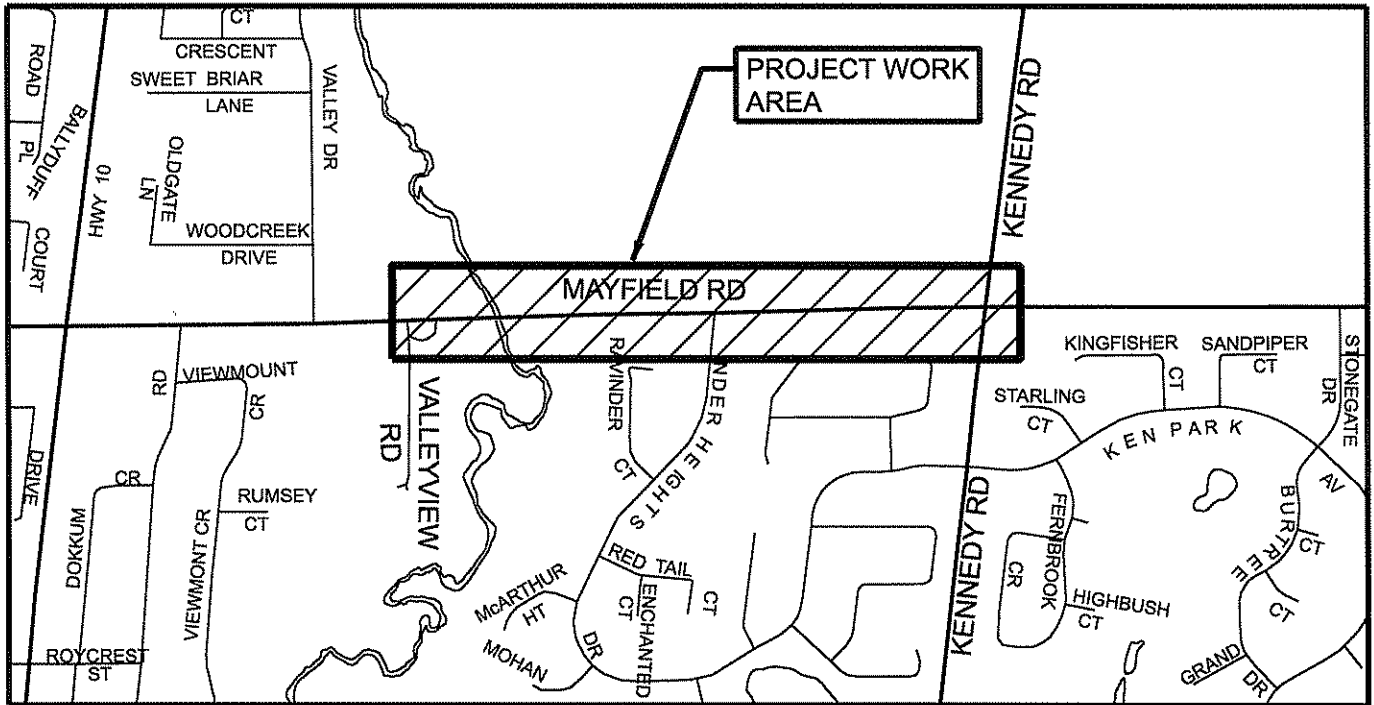 CT
CRESCENT
SWEET BRIAR
LANE
VALLEY DR
ROAD
PL
BALLYDUFF
HWY 10
OLDGATE
LN
COURT
WOODCREEK
DRIVE
PROJECT WORK
AREA
KENNEDY RD
MAYFIELD RD
VIEWMOUNT
CR
RD
VALLEYVIEW
RD
RAVINDER
CT
NDER HEIGHTS
DR
KINGFISHER
CT
SANDPIPER
CT
STONEGATE
DR
STARLING
CT
KEN PARK
AV
DRIVE
CR
DOKKUM
RUMSEY
CT
VIEWMONT CR
ROYCREST
ST
McARTHUR
HT
MOHAN
RED TAIL
CT
ENCHANTED
CT
KENNEDY RD
FERNBROOK
CR
HIGHBUSH
CT
BURTREE
CT
CT
GRAND
DR